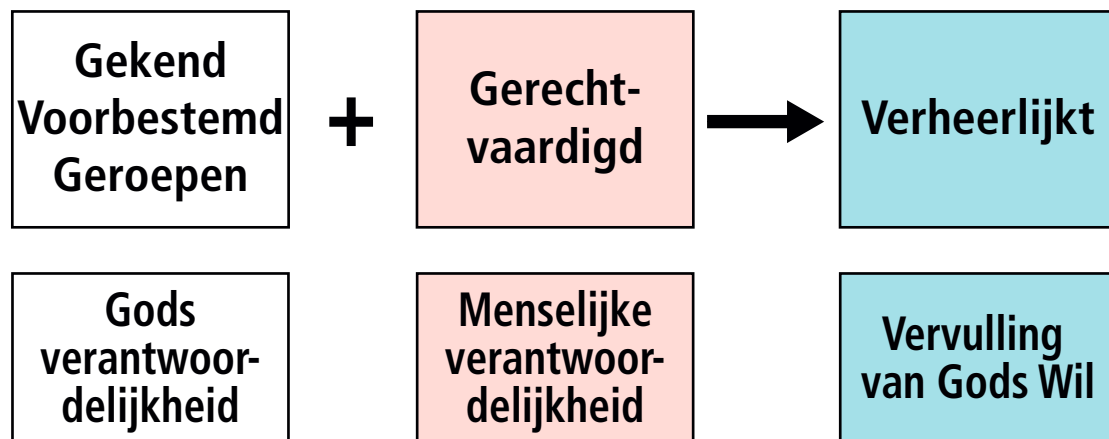 Gekend
Voorbestemd
Geroepen
+
Gerecht-
vaardigd
Verheerlijkt
Gods
verantwoor-
delijkheid
Menselijke
verantwoor-
delijkheid
Vervulling
van Gods Wil